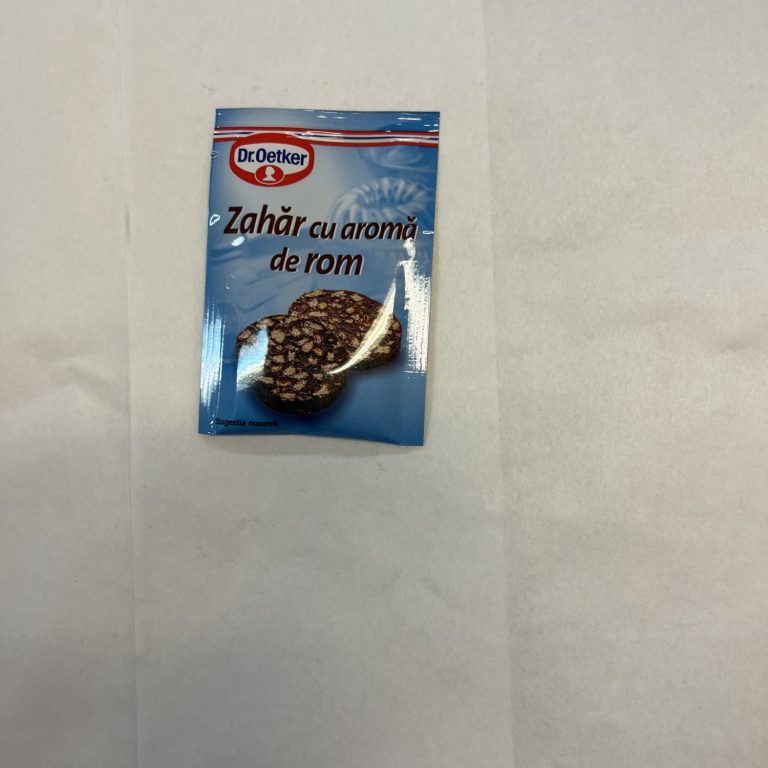 Dr.Oetker
Zahăr cu aromă
de rom
Sugestia noastră